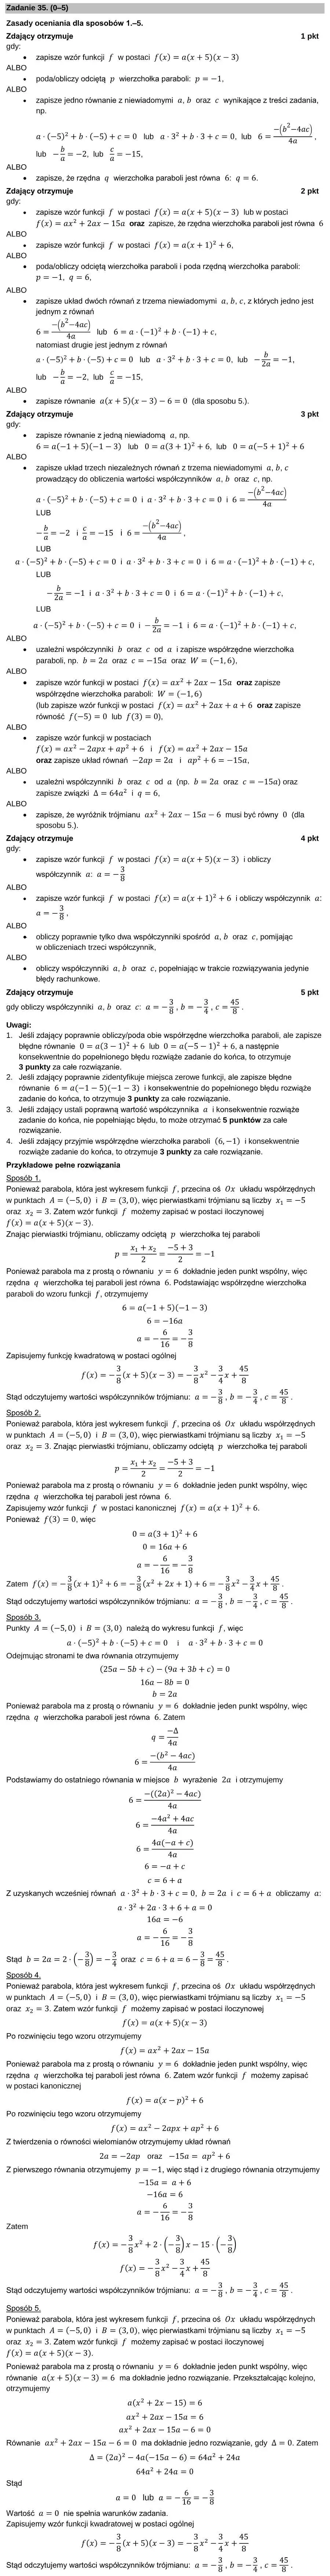 Zadanie 35. (0–5)
Zasady oceniania dla sposobów 1.–5.
Zdający otrzymuje 1 pkt
gdy:
• zapisze wzór funkcji f w postaci f(x) = a(x + 5)(x − 3)
ALBO
• poda/obliczy odciętą p wierzchołka paraboli: p = −1,
ALBO
• zapisze jedno równanie z niewiadomymi a, b oraz c wynikające z treści zadania,
np.
a · (−5)² + b · (−5) + c = 0 lub a · 3² + b · 3 + c = 0, lub 6 = −(b²−4ac)/4a ,
lub −b/a = −2, lub c/a = −15,
ALBO
• zapisze, że rzędna q wierzchołka paraboli jest równa 6: q = 6.
Zdający otrzymuje 2 pkt
gdy:
• zapisze wzór funkcji f w postaci f(x) = a(x + 5)(x − 3) lub w postaci
f(x) = ax² + 2ax − 15a oraz zapisze, że rzędna wierzchołka paraboli jest równa 6
ALBO
• zapisze wzór funkcji f w postaci f(x) = a(x + 1)² + 6,
ALBO
• poda/obliczy odciętą wierzchołka paraboli i poda rzędną wierzchołka paraboli:
p = −1, q = 6,
ALBO
• zapisze układ dwóch równań z trzema niewiadomymi a, b, c, z których jedno jest
jednym z równań
6 = −(b²−4ac)/4a lub 6 = a · (−1)² + b · (−1) + c,
natomiast drugie jest jednym z równań
a · (−5)² + b · (−5) + c = 0 lub a · 3² + b · 3 + c = 0, lub −b/2a = −1,
lub −b/a = −2, lub c/a = −15,
ALBO
• zapisze równanie a(x + 5)(x − 3) − 6 = 0 (dla sposobu 5.).
Zdający otrzymuje 3 pkt
gdy:
• zapisze równanie z jedną niewiadomą a, np.
6 = a(−1 + 5)(−1 − 3) lub 0 = a(3 + 1)² + 6, lub 0 = a(−5 + 1)² + 6
ALBO
• zapisze układ trzech niezależnych równań z trzema niewiadomymi a, b, c
prowadzący do obliczenia wartości współczynników a, b oraz c, np.
a · (−5)² + b · (−5) + c = 0 i a · 3² + b · 3 + c = 0 i 6 = −(b²−4ac)/4a
LUB
−b/a = −2 i c/a = −15 i 6 = −(b²−4ac)/4a ,
LUB
a · (−5)² + b · (−5) + c = 0 i a · 3² + b · 3 + c = 0 i 6 = a · (−1)² + b · (−1) + c,
LUB
−b/2a = −1 i a · 3² + b · 3 + c = 0 i 6 = a · (−1)² + b · (−1) + c,
LUB
a · (−5)² + b · (−5) + c = 0 i −b/2a = −1 i 6 = a · (−1)² + b · (−1) + c,
ALBO
• uzależni współczynniki b oraz c od a i zapisze współrzędne wierzchołka
paraboli, np. b = 2a oraz c = −15a oraz W = (−1, 6),
ALBO
• zapisze wzór funkcji w postaci f(x) = ax² + 2ax − 15a oraz zapisze
współrzędne wierzchołka paraboli: W = (−1, 6)
(lub zapisze wzór funkcji w postaci f(x) = ax² + 2ax + a + 6 oraz zapisze
równość f(−5) = 0 lub f(3) = 0),
ALBO
• zapisze wzór funkcji w postaciach
f(x) = ax² − 2apx + ap² + 6 i f(x) = ax² + 2ax − 15a
oraz zapisze układ równań −2ap = 2a i ap² + 6 = −15a,
ALBO
• uzależni współczynniki b oraz c od a (np. b = 2a oraz c = −15a) oraz
zapisze związki Δ = 64a² i q = 6,
ALBO
• zapisze, że wyróżnik trójmianu ax² + 2ax − 15a − 6 musi być równy 0 (dla
sposobu 5.).
Zdający otrzymuje 4 pkt
gdy:
• zapisze wzór funkcji f w postaci f(x) = a(x + 5)(x − 3) i obliczy
współczynnik a: a = −3/8
ALBO
• zapisze wzór funkcji f w postaci f(x) = a(x + 1)² + 6 i obliczy współczynnik a:
a = −3/8 ,
ALBO
• obliczy poprawnie tylko dwa współczynniki spośród a, b oraz c, pomijając
w obliczeniach trzeci współczynnik,
ALBO
• obliczy współczynniki a, b oraz c, popełniając w trakcie rozwiązywania jedynie
błędy rachunkowe.
Zdający otrzymuje 5 pkt
gdy obliczy współczynniki a, b oraz c: a = −3/8 , b = −3/4 , c = 45/8 .
Uwagi:
1. Jeśli zdający poprawnie obliczy/poda obie współrzędne wierzchołka paraboli, ale zapisze
błędne równanie 0 = a(3 − 1)² + 6 lub 0 = a(−5 − 1)² + 6, a następnie
konsekwentnie do popełnionego błędu rozwiąże zadanie do końca, to otrzymuje
3 punkty za całe rozwiązanie.
2. Jeśli zdający poprawnie zidentyfikuje miejsca zerowe funkcji, ale zapisze błędne
równanie 6 = a(−1 − 5)(−1 − 3) i konsekwentnie do popełnionego błędu rozwiąże
zadanie do końca, to otrzymuje 3 punkty za całe rozwiązanie.
3. Jeśli zdający ustali poprawną wartość współczynnika a i konsekwentnie rozwiąże
zadanie do końca, nie popełniając błędu, to może otrzymać 5 punktów za całe
rozwiązanie.
4. Jeśli zdający przyjmie współrzędne wierzchołka paraboli (6, −1) i konsekwentnie
rozwiąże zadanie do końca, to otrzymuje 3 punkty za całe rozwiązanie.
Przykładowe pełne rozwiązania
Sposób 1.
Ponieważ parabola, która jest wykresem funkcji f, przecina oś Ox układu współrzędnych
w punktach A = (−5, 0) i B = (3, 0), więc pierwiastkami trójmianu są liczby x₁ = −5
oraz x₂ = 3. Zatem wzór funkcji f możemy zapisać w postaci iloczynowej
f(x) = a(x + 5)(x − 3).
Znając pierwiastki trójmianu, obliczamy odciętą p wierzchołka tej paraboli
p = (x₁ + x₂)/2 = (−5 + 3)/2 = −1
Ponieważ parabola ma z prostą o równaniu y = 6 dokładnie jeden punkt wspólny, więc
rzędna q wierzchołka tej paraboli jest równa 6. Podstawiając współrzędne wierzchołka
paraboli do wzoru funkcji f, otrzymujemy
6 = a(−1 + 5)(−1 − 3)
6 = −16a
a = −6/16 = −3/8
Zapisujemy funkcję kwadratową w postaci ogólnej
f(x) = −3/8(x + 5)(x − 3) = −3/8x² − 3/4x + 45/8
Stąd odczytujemy wartości współczynników trójmianu: a = −3/8 , b = −3/4 , c = 45/8 .
Sposób 2.
Ponieważ parabola, która jest wykresem funkcji f, przecina oś Ox układu współrzędnych
w punktach A = (−5, 0) i B = (3, 0), więc pierwiastkami trójmianu są liczby x₁ = −5
oraz x₂ = 3. Znając pierwiastki trójmianu, obliczamy odciętą p wierzchołka tej paraboli
p = (x₁ + x₂)/2 = (−5 + 3)/2 = −1
Ponieważ parabola ma z prostą o równaniu y = 6 dokładnie jeden punkt wspólny, więc
rzędna q wierzchołka tej paraboli jest równa 6.
Zapisujemy wzór funkcji f w postaci kanonicznej f(x) = a(x + 1)² + 6.
Ponieważ f(3) = 0, więc
0 = a(3 + 1)² + 6
0 = 16a + 6
a = −6/16 = −3/8
Zatem f(x) = −3/8(x + 1)² + 6 = −3/8(x² + 2x + 1) + 6 = −3/8x² − 3/4x + 45/8 .
Stąd odczytujemy wartości współczynników trójmianu: a = −3/8 , b = −3/4 , c = 45/8 .
Sposób 3.
Punkty A = (−5, 0) i B = (3, 0) należą do wykresu funkcji f, więc
a · (−5)² + b · (−5) + c = 0 i a · 3² + b · 3 + c = 0
Odejmując stronami te dwa równania otrzymujemy
(25a − 5b + c) − (9a + 3b + c) = 0
16a − 8b = 0
b = 2a
Ponieważ parabola ma z prostą o równaniu y = 6 dokładnie jeden punkt wspólny, więc
rzędna q wierzchołka tej paraboli jest równa 6. Zatem
q = −Δ/4a
6 = −(b² − 4ac)/4a
Podstawiamy do ostatniego równania w miejsce b wyrażenie 2a i otrzymujemy
6 = −((2a)² − 4ac)/4a
6 = (−4a² + 4ac)/4a
6 = 4a(−a + c)/4a
6 = −a + c
c = 6 + a
Z uzyskanych wcześniej równań a · 3² + b · 3 + c = 0, b = 2a i c = 6 + a obliczamy a:
a · 3² + 2a · 3 + 6 + a = 0
16a = −6
a = −6/16 = −3/8
Stąd b = 2a = 2 · (−3/8) = −3/4 oraz c = 6 + a = 6 − 3/8 = 45/8 .
Sposób 4.
Ponieważ parabola, która jest wykresem funkcji f, przecina oś Ox układu współrzędnych
w punktach A = (−5, 0) i B = (3, 0), więc pierwiastkami trójmianu są liczby x₁ = −5
oraz x₂ = 3. Zatem wzór funkcji f możemy zapisać w postaci iloczynowej
f(x) = a(x + 5)(x − 3)
Po rozwinięciu tego wzoru otrzymujemy
f(x) = ax² + 2ax − 15a
Ponieważ parabola ma z prostą o równaniu y = 6 dokładnie jeden punkt wspólny, więc
rzędna q wierzchołka tej paraboli jest równa 6. Zatem wzór funkcji f możemy zapisać
w postaci kanonicznej
f(x) = a(x − p)² + 6
Po rozwinięciu tego wzoru otrzymujemy
f(x) = ax² − 2apx + ap² + 6
Z twierdzenia o równości wielomianów otrzymujemy układ równań
2a = −2ap oraz −15a = ap² + 6
Z pierwszego równania otrzymujemy p = −1, więc stąd i z drugiego równania otrzymujemy
−15a = a + 6
−16a = 6
a = −6/16 = −3/8
Zatem
f(x) = −3/8x² + 2 · (−3/8)x − 15 · (−3/8)
f(x) = −3/8x² − 3/4x + 45/8
Stąd odczytujemy wartości współczynników trójmianu: a = −3/8 , b = −3/4 , c = 45/8 .
Sposób 5.
Ponieważ parabola, która jest wykresem funkcji f, przecina oś Ox układu współrzędnych
w punktach A = (−5, 0) i B = (3, 0), więc pierwiastkami trójmianu są liczby x₁ = −5
oraz x₂ = 3. Zatem wzór funkcji f możemy zapisać w postaci iloczynowej
f(x) = a(x + 5)(x − 3).
Ponieważ parabola ma z prostą o równaniu y = 6 dokładnie jeden punkt wspólny, więc
równanie a(x + 5)(x − 3) = 6 ma dokładnie jedno rozwiązanie. Przekształcając kolejno,
otrzymujemy
a(x² + 2x − 15) = 6
ax² + 2ax − 15a = 6
ax² + 2ax − 15a − 6 = 0
Równanie ax² + 2ax − 15a − 6 = 0 ma dokładnie jedno rozwiązanie, gdy Δ = 0. Zatem
Δ = (2a)² − 4a(−15a − 6) = 64a² + 24a
64a² + 24a = 0
Stąd
a = 0 lub a = −6/16 = −3/8
Wartość a = 0 nie spełnia warunków zadania.
Zapisujemy wzór funkcji kwadratowej w postaci ogólnej
f(x) = −3/8(x + 5)(x − 3) = −3/8x² − 3/4x + 45/8
Stąd odczytujemy wartości współczynników trójmianu: a = −3/8 , b = −3/4 , c = 45/8 .